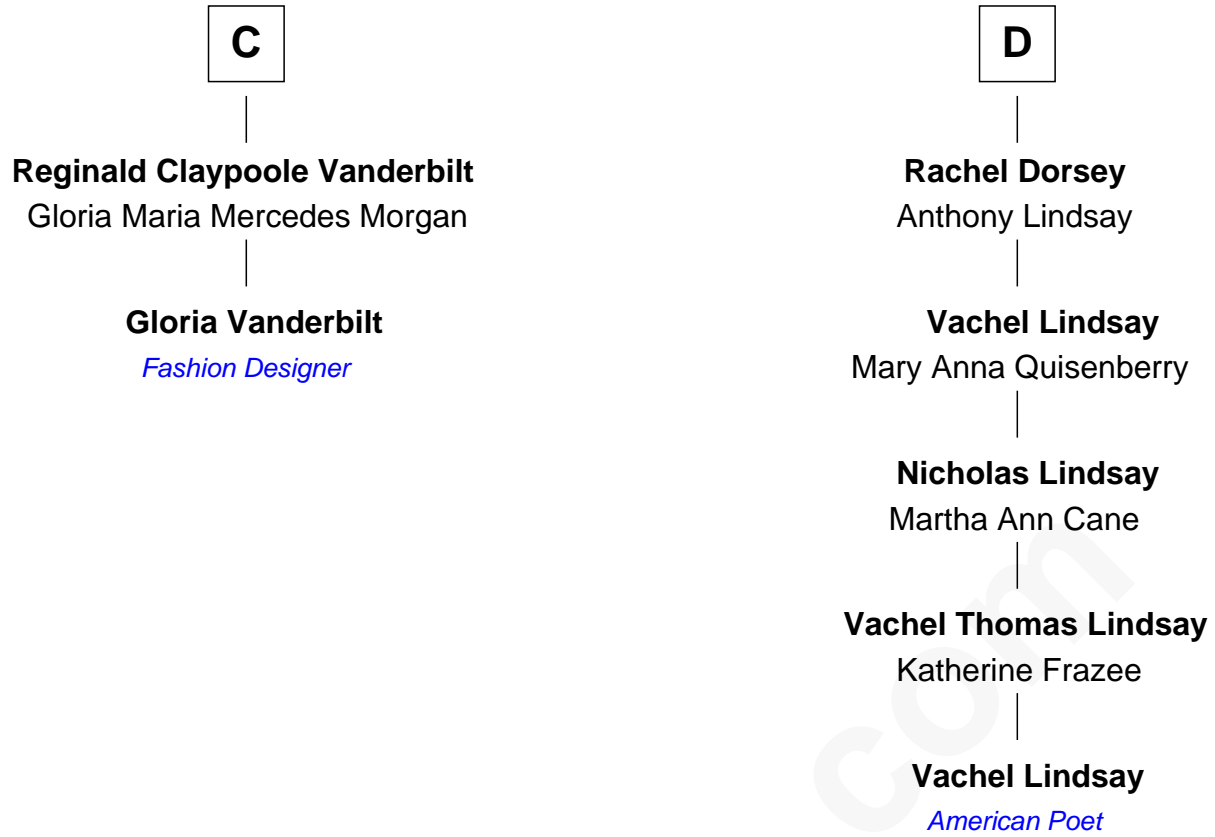 C
Reginald Claypoole Vanderbilt
Gloria Maria Mercedes Morgan
Gloria Vanderbilt
Fashion Designer
D
Rachel Dorsey
Anthony Lindsay
Vachel Lindsay
Mary Anna Quisenberry
Nicholas Lindsay
Martha Ann Cane
Vachel Thomas Lindsay
Katherine Frazee
Vachel Lindsay
American Poet
com